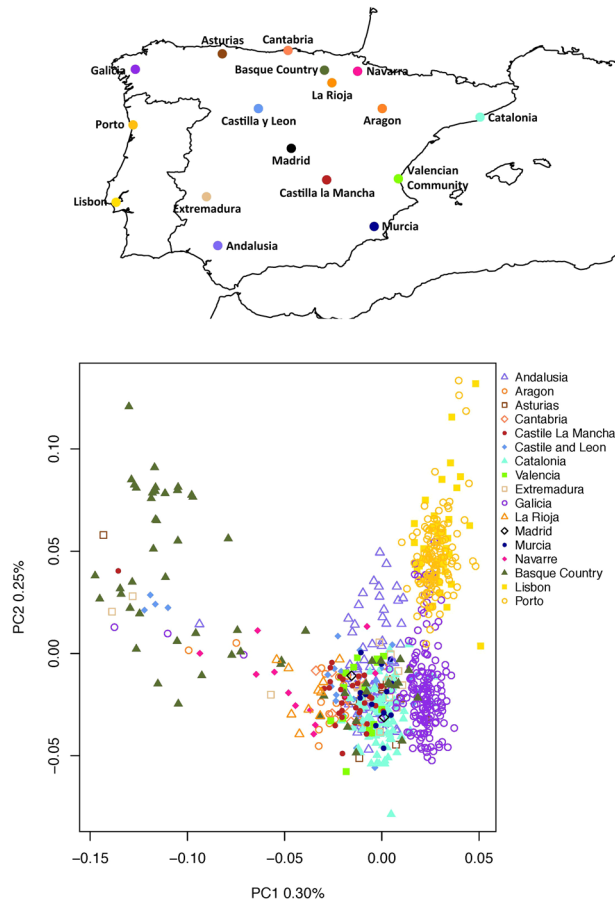 Asturias
Cantabria
Galicia
Basque Country
Navarra
La Rioja
Castilla y Leon
Aragon
Catalonia
Porto
Madrid
Castilla la Mancha
Valencian
Community
Lisbon
Extremadura
Murcia
Andalusia
PC2 0.25%
0.10
0.05
0.00
−0.05
−0.15
−0.10
−0.05
0.00
0.05
PC1 0.30%
Andalusia
Aragon
Asturias
Cantabria
Castile La Mancha
Castile and Leon
Catalonia
Valencia
Extremadura
Galicia
La Rioja
Madrid
Murcia
Navarre
Basque Country
Lisbon
Porto